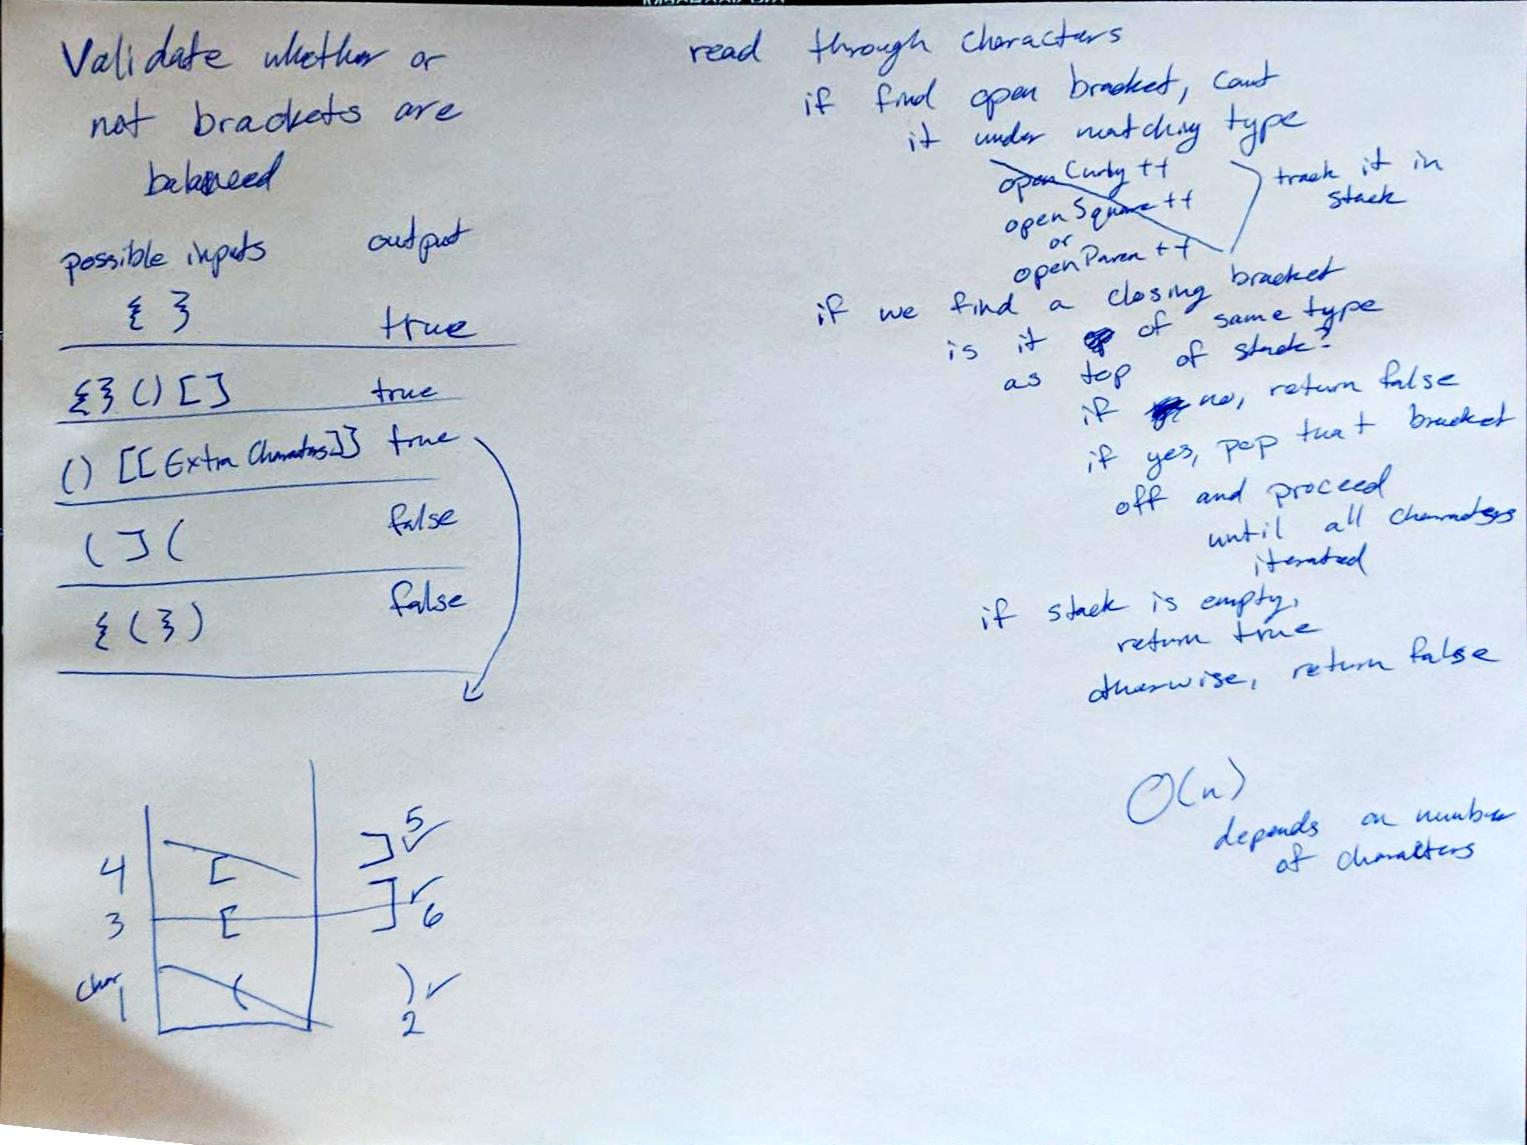 Validate whether or
not brackets are
balanced
possible inputs output
{ } true
{ } ( ) [ ] true
( ) [[Extra Characters]] true
( ] ( false
{ ( } ) false
4 [ ] 5 ✓
3 [ ] ✓ 6
char 1 ( ) ✓ 2
read through characters
if find open bracket, count
it under matching type
openCurly ++
openSquare ++
or
openParen ++
track it in
stack
if we find a closing bracket
is it of same type
as top of stack?
if no, return false
if yes, pop that bracket
off and proceed
until all characters
iterated
if stack is empty,
return true
otherwise, return false
O(n)
depends on number
of characters